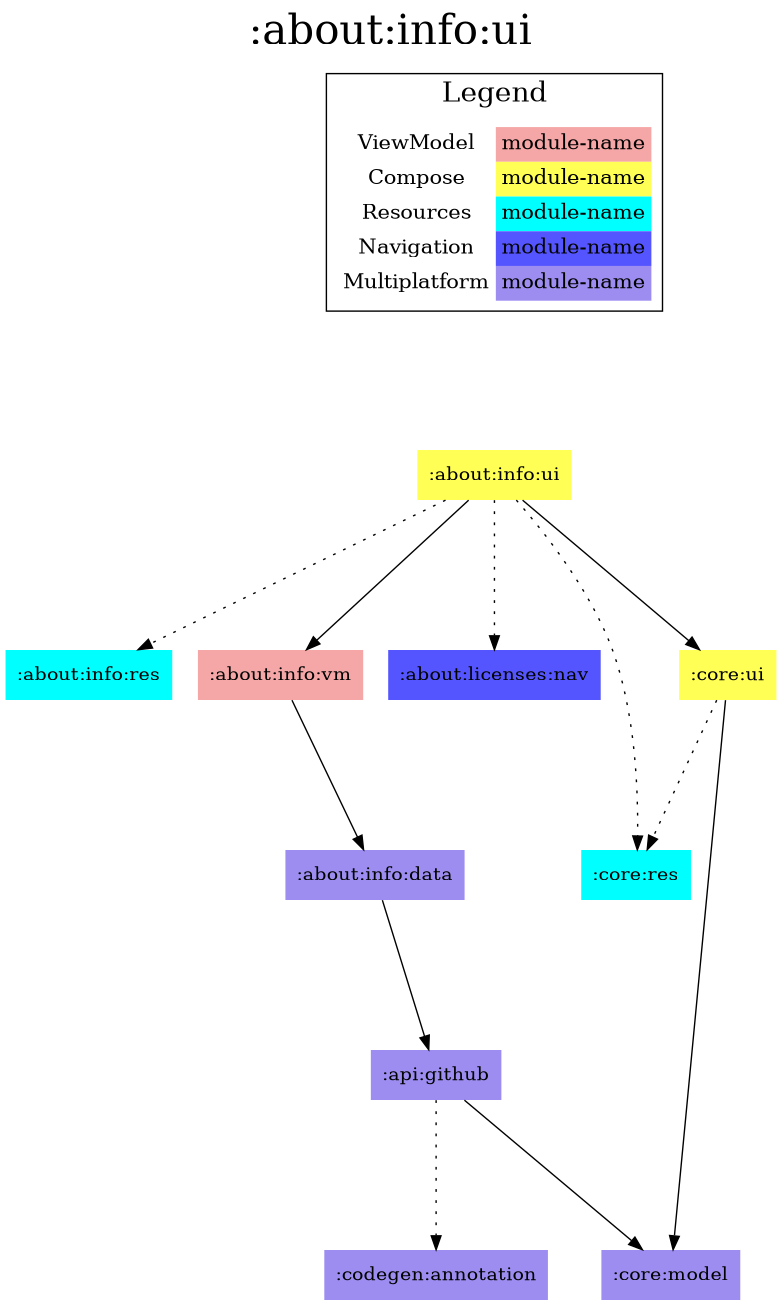 :about:info:ui
Legend
ViewModel module-name
Compose module-name
Resources module-name
Navigation module-name
Multiplatform module-name
:about:info:ui
:about:info:res :about:info:vm :about:licenses:nav :core:ui
:about:info:data :core:res
:api:github
:codegen:annotation :core:model